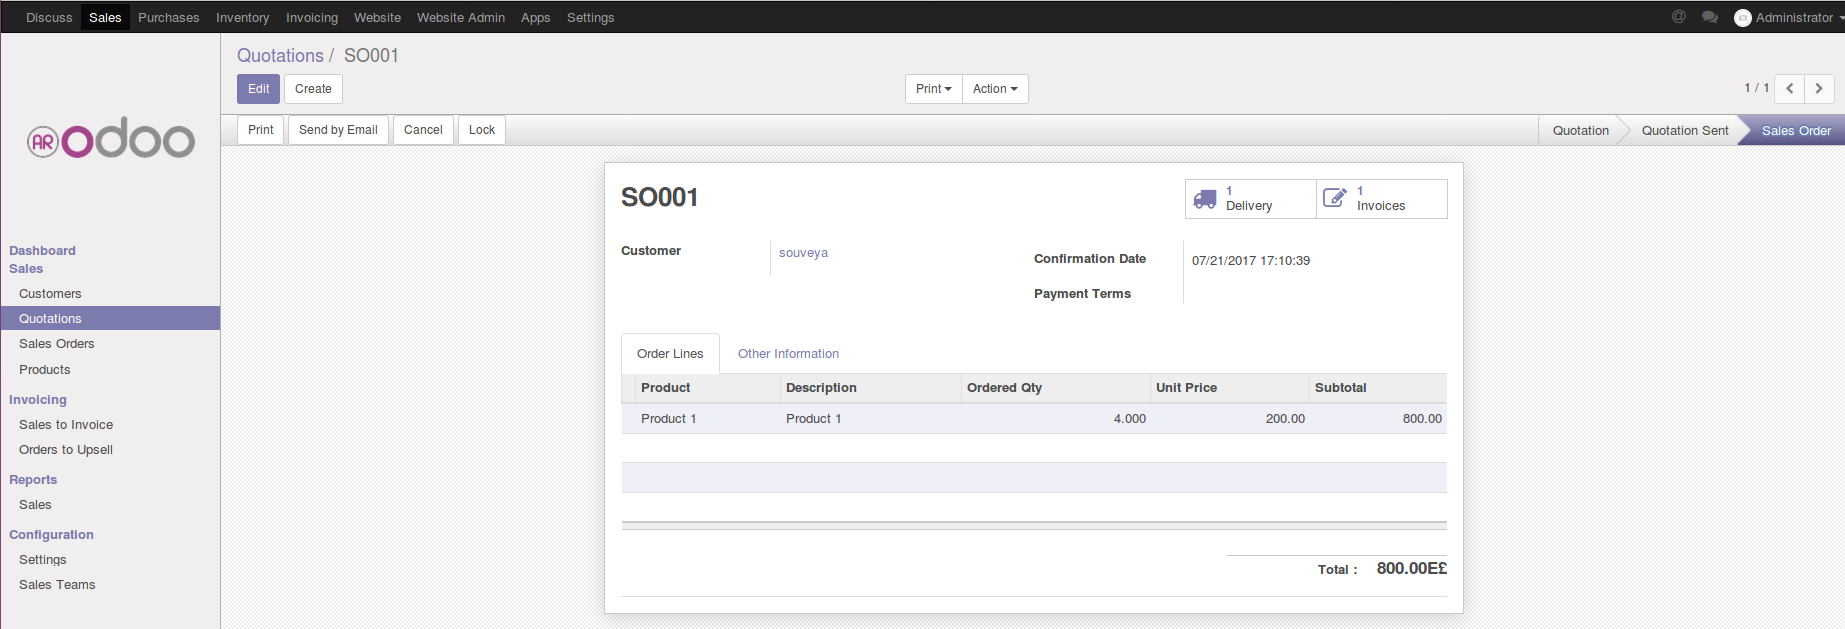 Discuss Sales Purchases Inventory Invoicing Website Website Admin Apps Settings @ Administrator
Quotations / SO001
Edit Create Print Action 1 / 1
Print Send by Email Cancel Lock Quotation Quotation Sent Sales Order
AR odoo
Dashboard
Sales
Customers
Quotations
Sales Orders
Products
Invoicing
Sales to Invoice
Orders to Upsell
Reports
Sales
Configuration
Settings
Sales Teams
SO001
1 Delivery
1 Invoices
Customer souveya
Confirmation Date 07/21/2017 17:10:39
Payment Terms
Order Lines Other Information
Product Description Ordered Qty Unit Price Subtotal
Product 1 Product 1 4.000 200.00 800.00
Total : 800.00E£